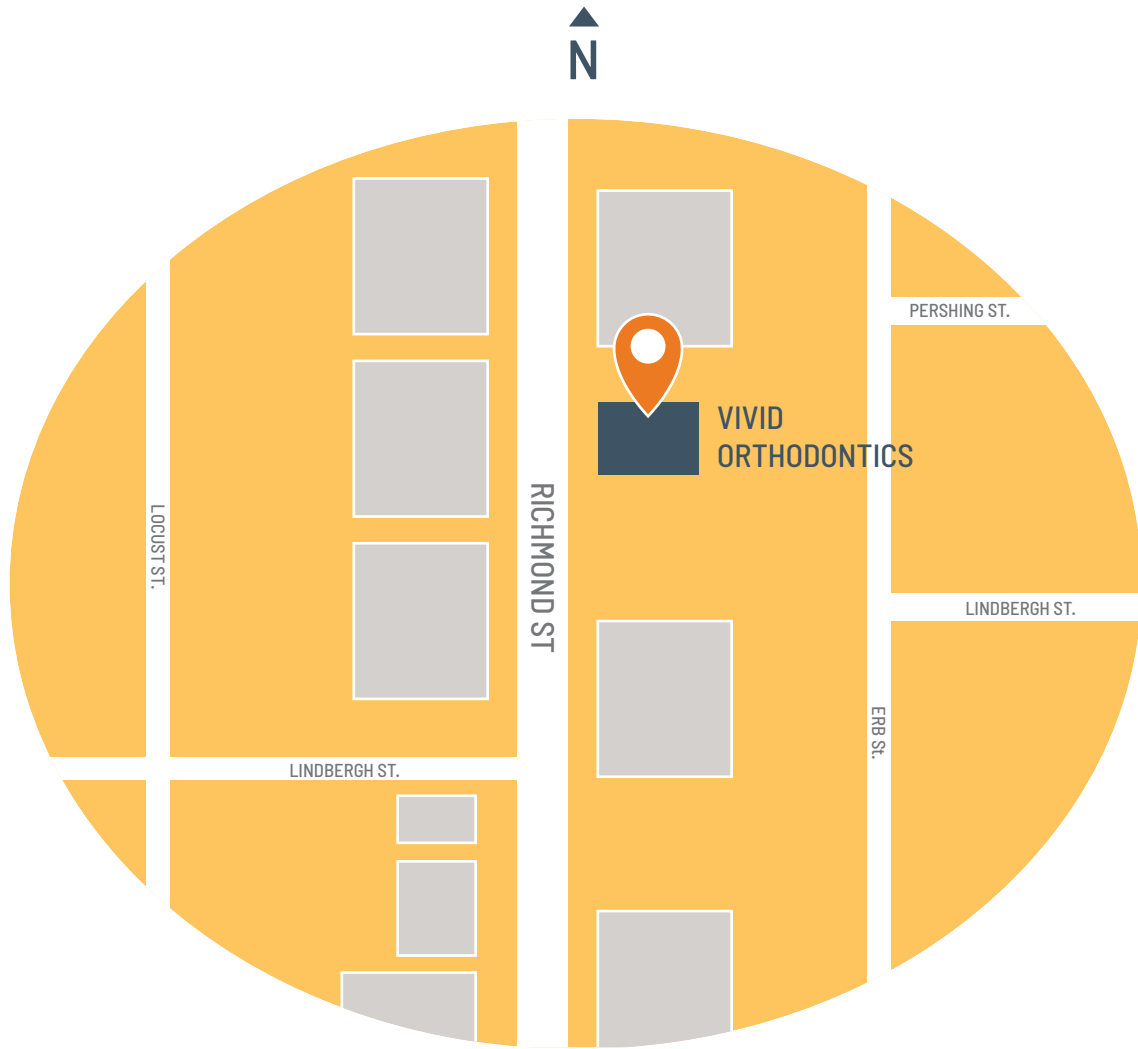 N
PERSHING ST.
VIVID
ORTHODONTICS
RICHMOND ST
LOCUST ST.
LINDBERGH ST.
ERB St.
LINDBERGH ST.